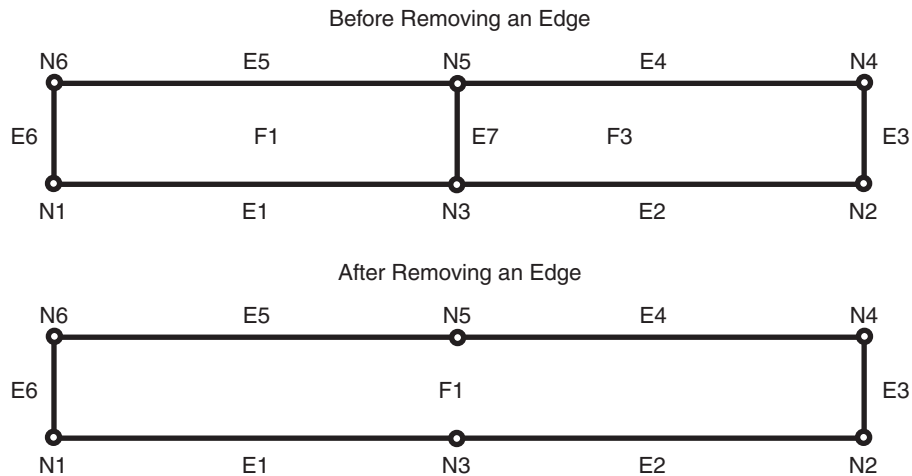 Before Removing an Edge
N6 E5 N5 E4 N4
E6 F1 E7 F3 E3
N1 E1 N3 E2 N2
After Removing an Edge
N6 E5 N5 E4 N4
E6 F1 E3
N1 E1 N3 E2 N2